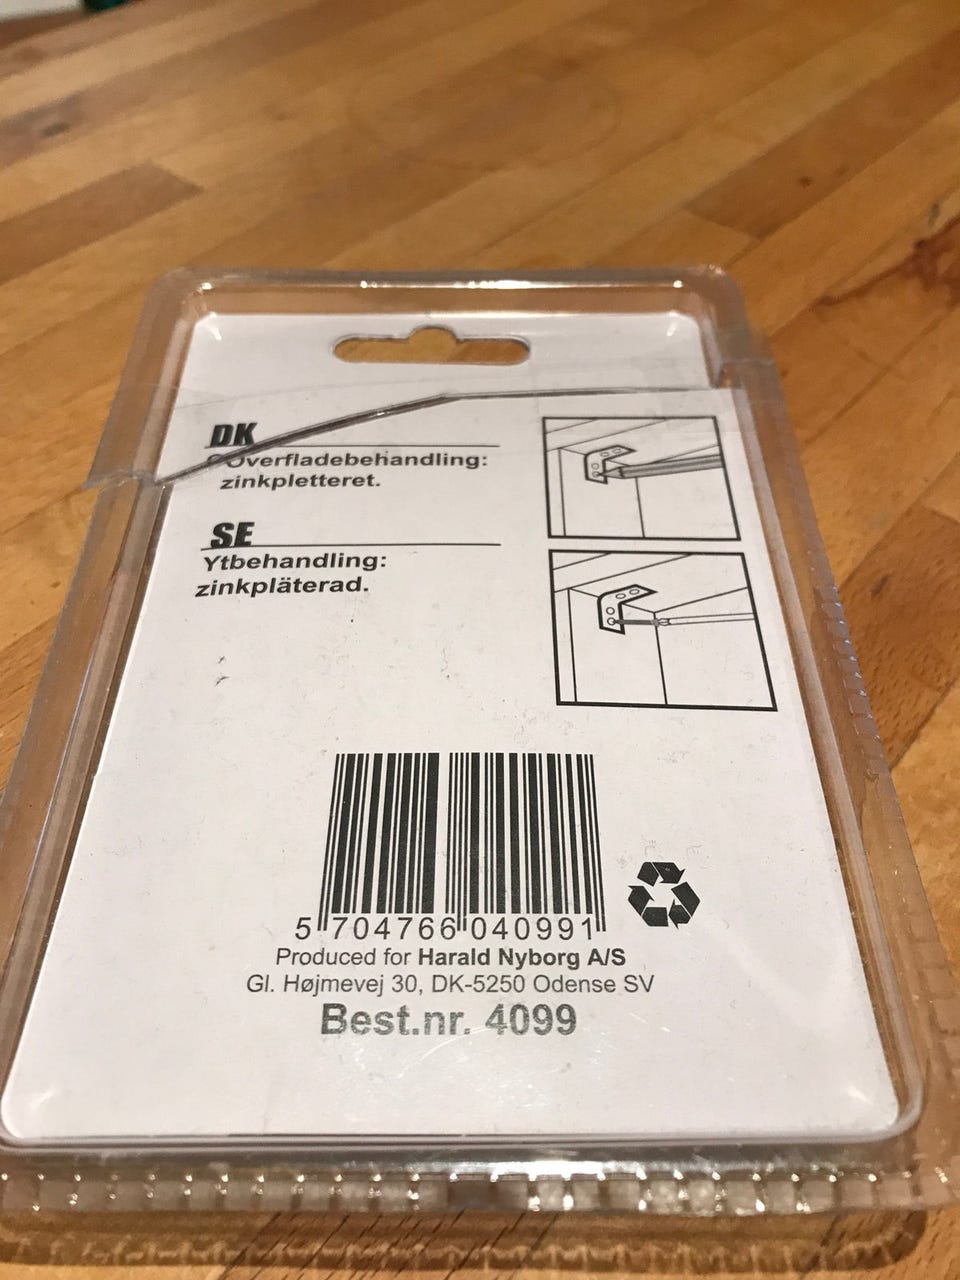 DK
Overfladebehandling:
zinkpletteret.
SE
Ytbehandling:
zinkpläterad.
5 704766 040991
Produced for Harald Nyborg A/S
Gl. Højmevej 30, DK-5250 Odense SV
Best.nr. 4099